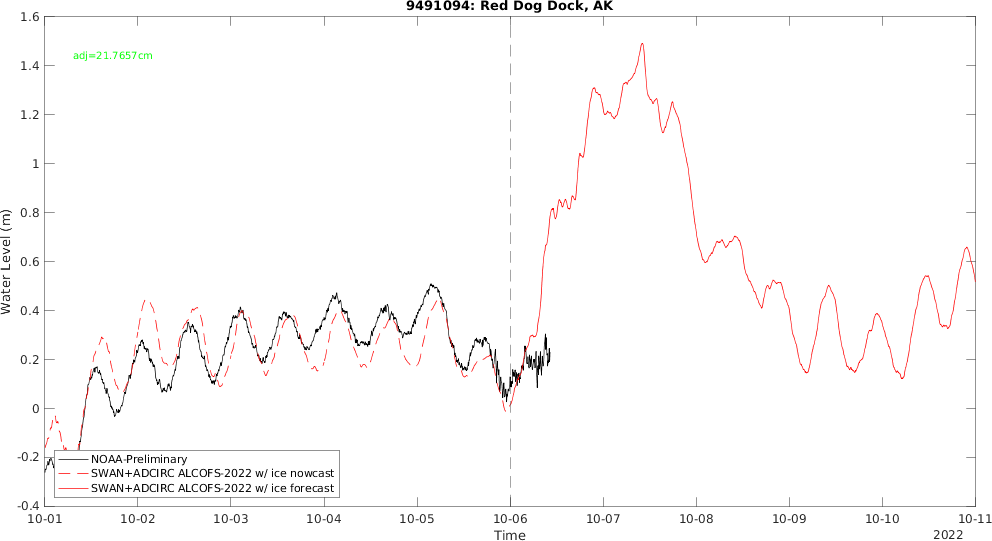 9491094: Red Dog Dock, AK
adj=21.7657cm
Water Level (m)
1.6
1.4
1.2
1
0.8
0.6
0.4
0.2
0
-0.2
-0.4
NOAA-Preliminary
SWAN+ADCIRC ALCOFS-2022 w/ ice nowcast
SWAN+ADCIRC ALCOFS-2022 w/ ice forecast
10-01 10-02 10-03 10-04 10-05 10-06 10-07 10-08 10-09 10-10 10-11
Time
2022